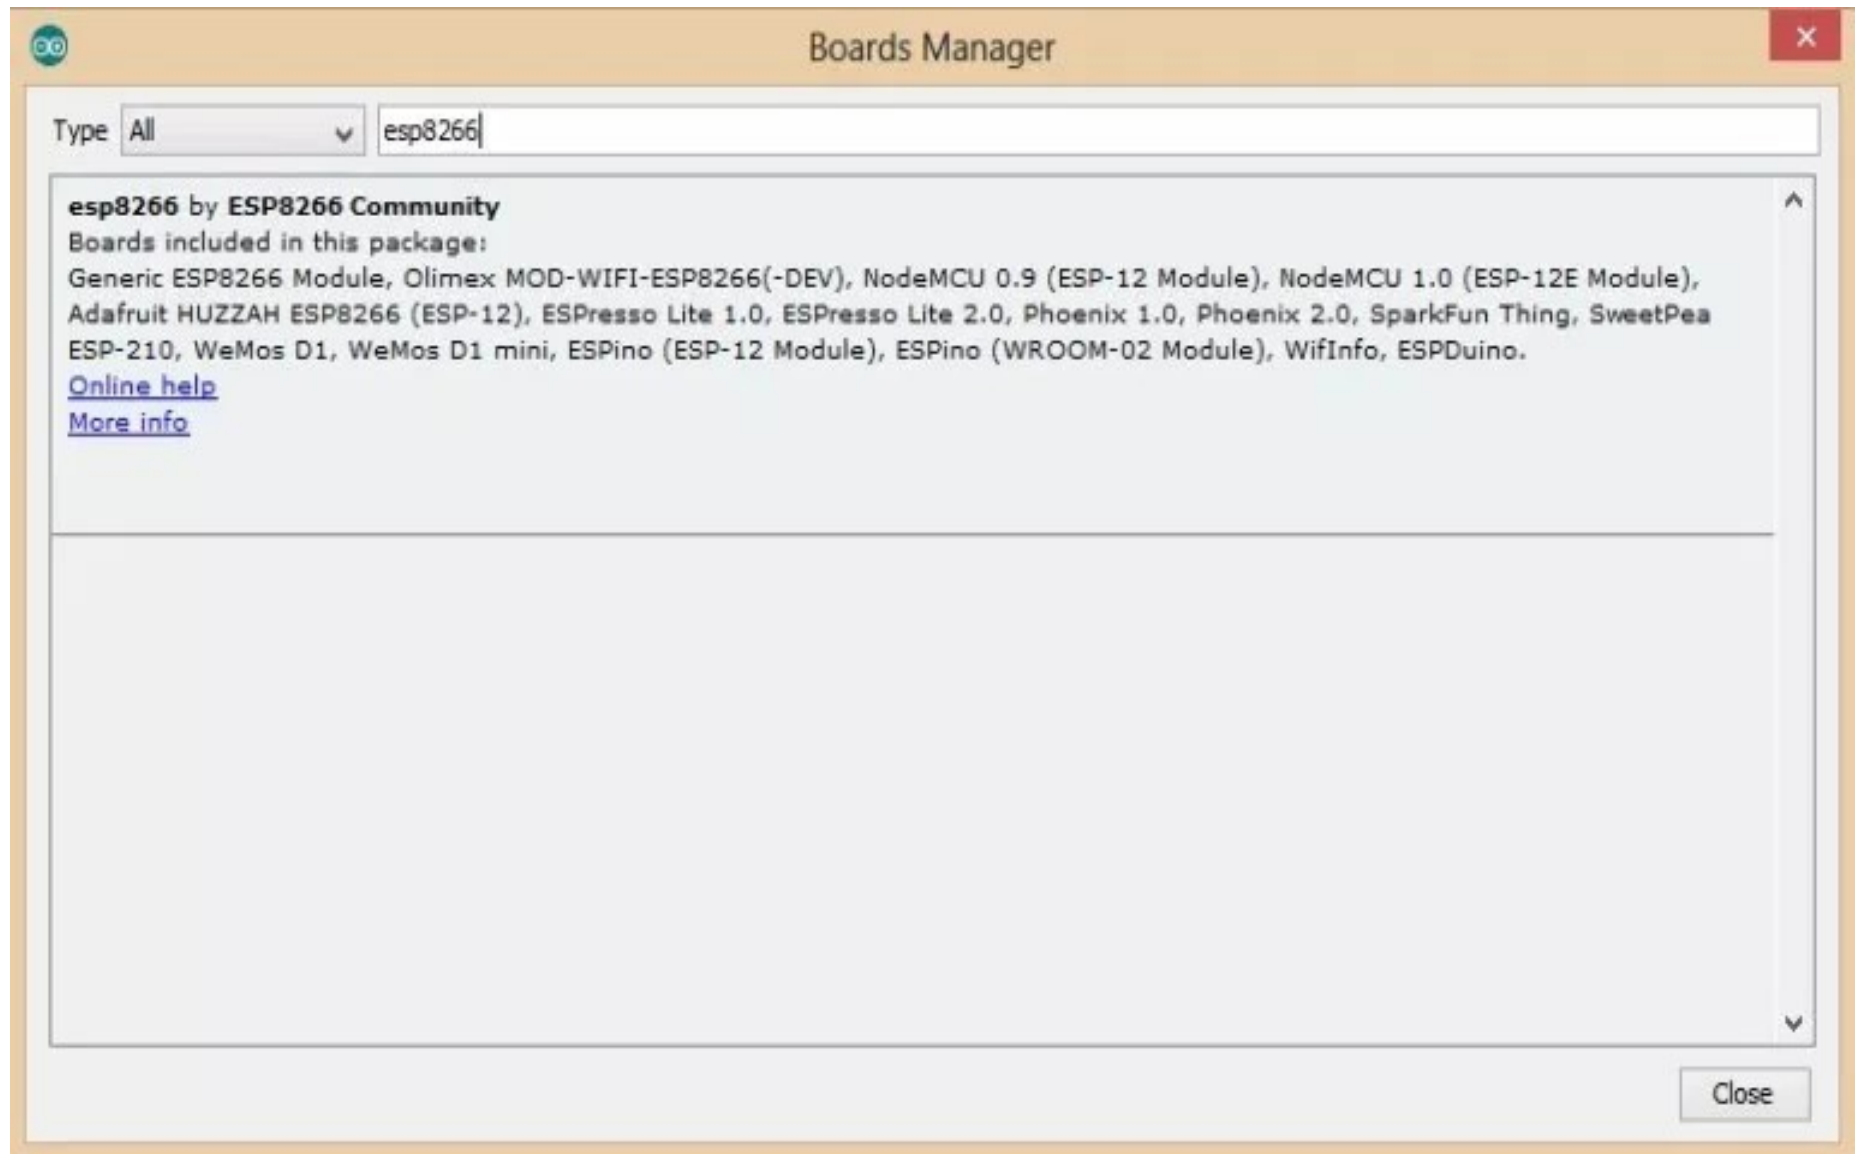 Boards Manager
Type All esp8266
esp8266 by ESP8266 Community
Boards included in this package:
Generic ESP8266 Module, Olimex MOD-WIFI-ESP8266(-DEV), NodeMCU 0.9 (ESP-12 Module), NodeMCU 1.0 (ESP-12E Module),
Adafruit HUZZAH ESP8266 (ESP-12), ESPresso Lite 1.0, ESPresso Lite 2.0, Phoenix 1.0, Phoenix 2.0, SparkFun Thing, SweetPea
ESP-210, WeMos D1, WeMos D1 mini, ESPino (ESP-12 Module), ESPino (WROOM-02 Module), WifInfo, ESPDuino.
Online help
More info
Close